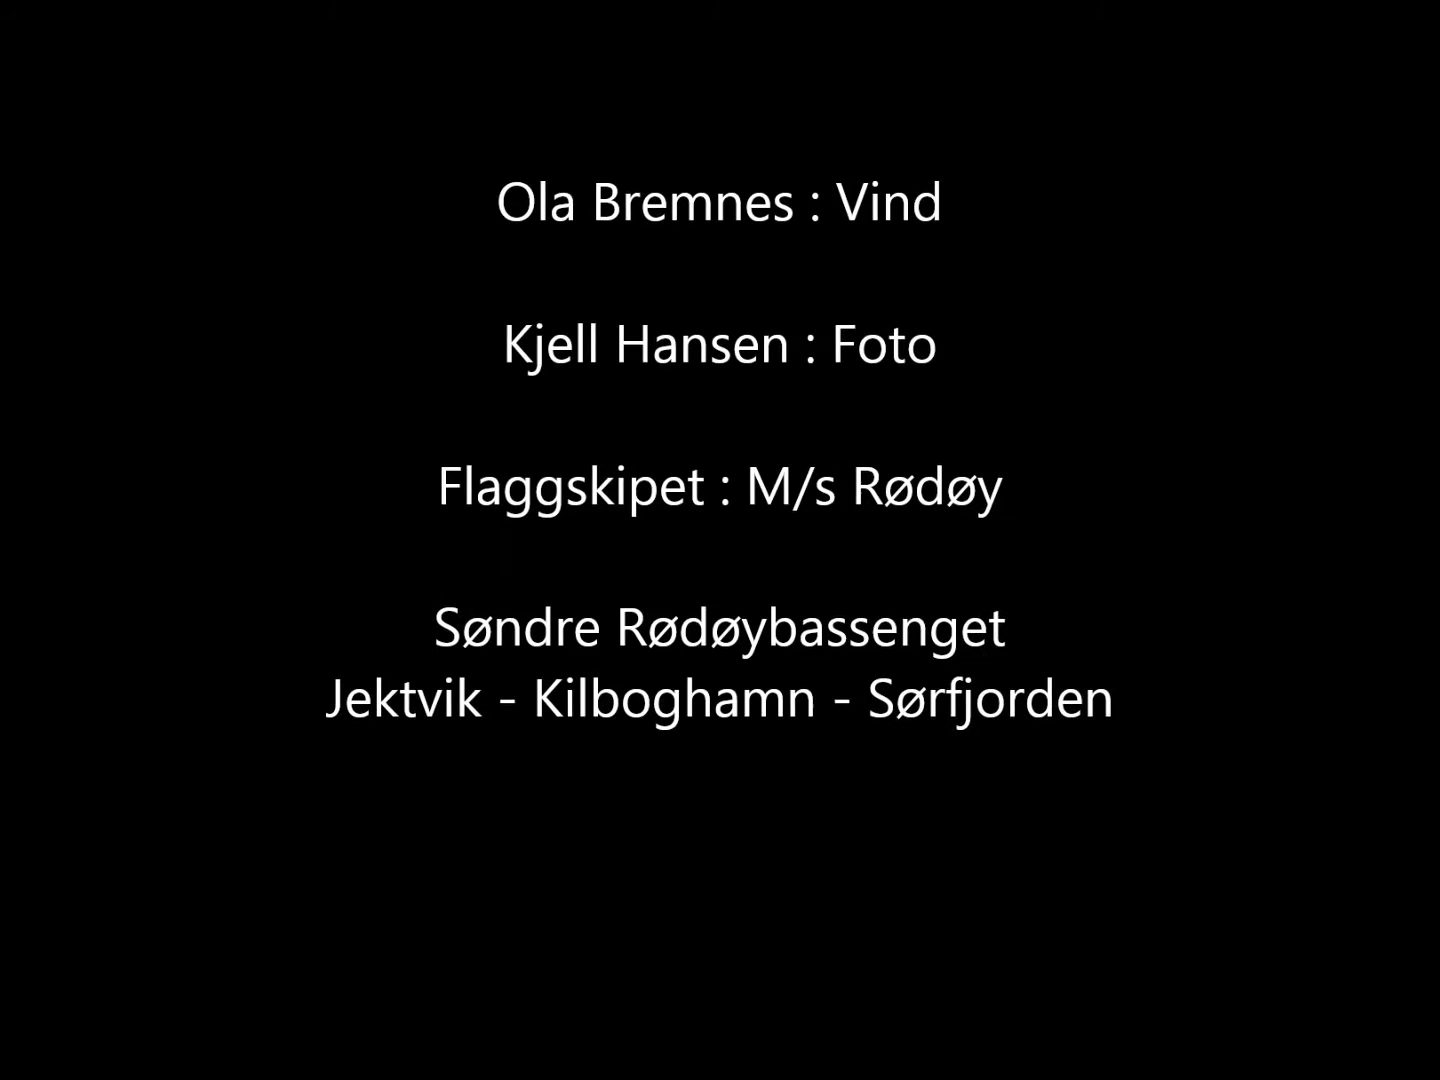 Ola Bremnes : Vind
Kjell Hansen : Foto
Flaggskipet : M/s Rødøy
Søndre Rødøybassenget
Jektvik - Kilboghamn - Sørfjorden